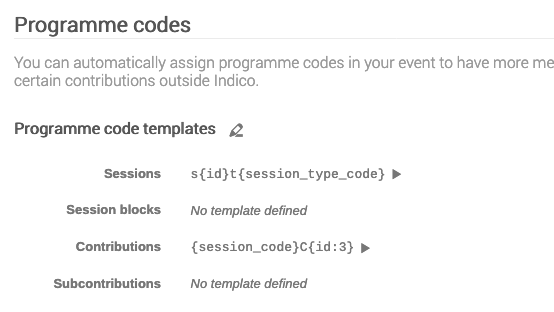 Programme codes
You can automatically assign programme codes in your event to have more me
certain contributions outside Indico.
Programme code templates
Sessions s{id}t{session_type_code}
Session blocks No template defined
Contributions {session_code}C{id:3}
Subcontributions No template defined